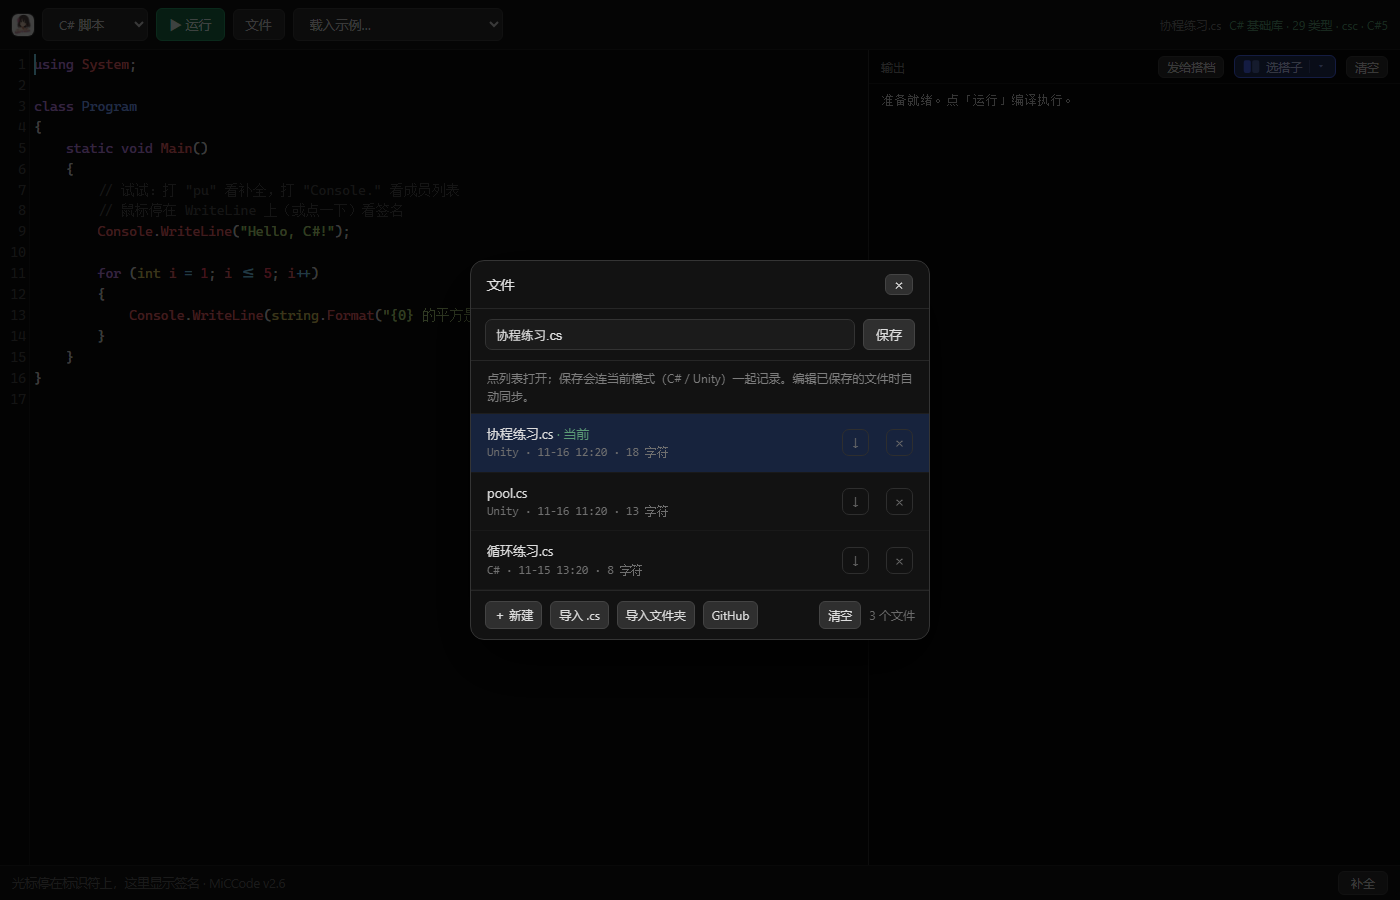 C# 脚本
▶ 运行
文件
载入示例...
协程练习.cs
C# 基础库 · 29 类型 · csc · C#5
1 using System;
2
3 class Program
4 {
5 static void Main()
6 {
7 // 试试: 打 "pu" 看补全, 打 "Console." 看成员列表
8 // 鼠标停在 WriteLine 上 (或点一下) 看签名
9 Console.WriteLine("Hello, C#!");
10
11 for (int i = 1; i ≤ 5; i++)
12 {
13 Console.WriteLine(string.Format("{0} 的平方是
14 }
15 }
16 }
17
输出
发给搭档
选搭子
清空
准备就绪。点「运行」编译执行。
文件
×
协程练习.cs
保存
点列表打开；保存会连当前模式（C# / Unity）一起记录。编辑已保存的文件时自
动同步。
协程练习.cs · 当前
Unity · 11-16 12:20 · 18 字符
↓ ×
pool.cs
Unity · 11-16 11:20 · 13 字符
↓ ×
循环练习.cs
C# · 11-15 13:20 · 8 字符
↓ ×
+ 新建
导入 .cs
导入文件夹
GitHub
清空
3 个文件
光标停在标识符上，这里显示签名 · MiCCode v2.6
补全